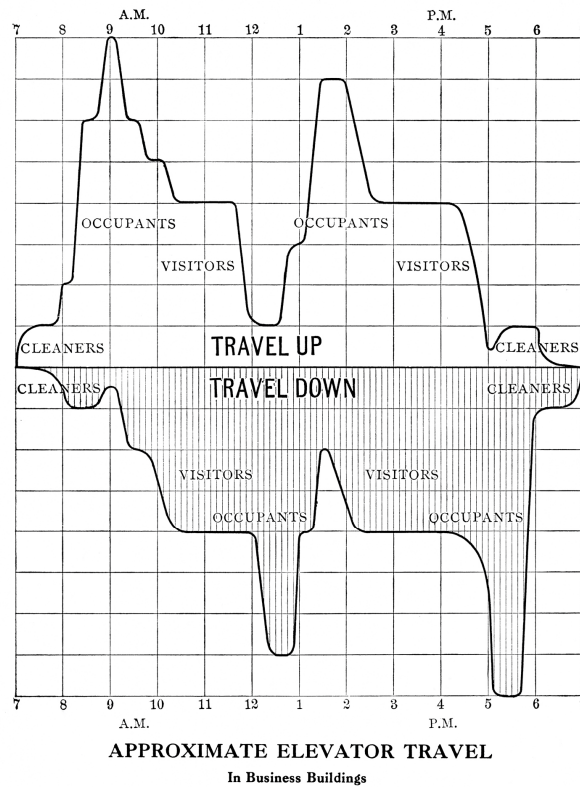 A.M. P.M.
7 8 9 10 11 12 1 2 3 4 5 6
OCCUPANTS OCCUPANTS
VISITORS VISITORS
CLEANERS TRAVEL UP CLEANERS
CLEANERS TRAVEL DOWN CLEANERS
VISITORS VISITORS
OCCUPANTS OCCUPANTS
7 8 9 10 11 12 1 2 3 4 5 6
A.M. P.M.
APPROXIMATE ELEVATOR TRAVEL
In Business Buildings